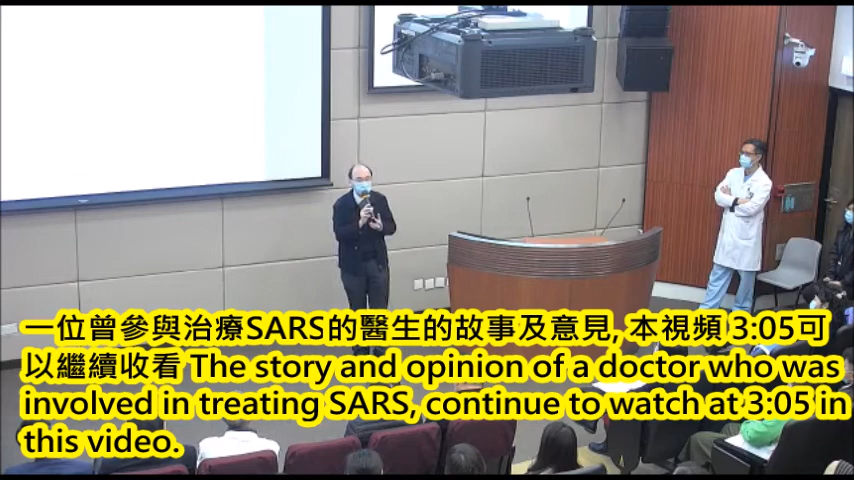 一位曾參與治療SARS的醫生的故事及意見, 本視頻 3:05可
以繼續收看 The story and opinion of a doctor who was
involved in treating SARS, continue to watch at 3:05 in
this video.